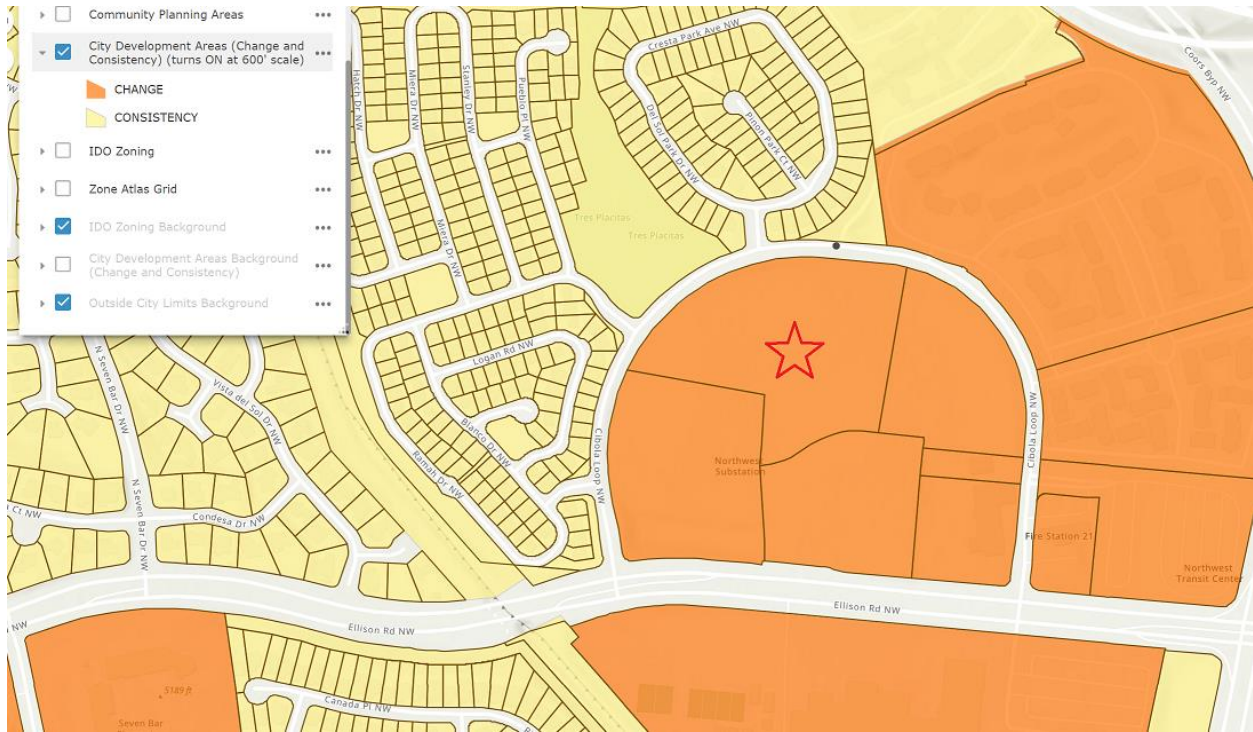 Community Planning Areas
City Development Areas (Change and
Consistency) (turns ON at 600' scale)
CHANGE
CONSISTENCY
IDO Zoning
Zone Atlas Grid
IDO Zoning Background
City Development Areas Background
(Change and Consistency)
Outside City Limits Background
Hatch Dr NW
Miera Dr NW
Stanley Dr NW
Pueblo Pl NW
Cresta Park Ave NW
Del Sol Park Dr NW
Pinon Park Ct NW
Coors Byp NW
Tres Placitas
Tres Placitas
Miera Dr NW
Logan Rd NW
Blanco Dr NW
Ramah Dr NW
Cibola Loop NW
Cibola Loop NW
N Seven Bar Dr NW
Vista del Sol Dr NW
N Seven Bar Dr NW
Ct NW
Condesa Dr NW
Northwest
Substation
Fire Station 21
Northwest
Transit Center
Ellison Rd NW
Ellison Rd NW
NW
5189 ft
Seven Bar
Canada Pl NW